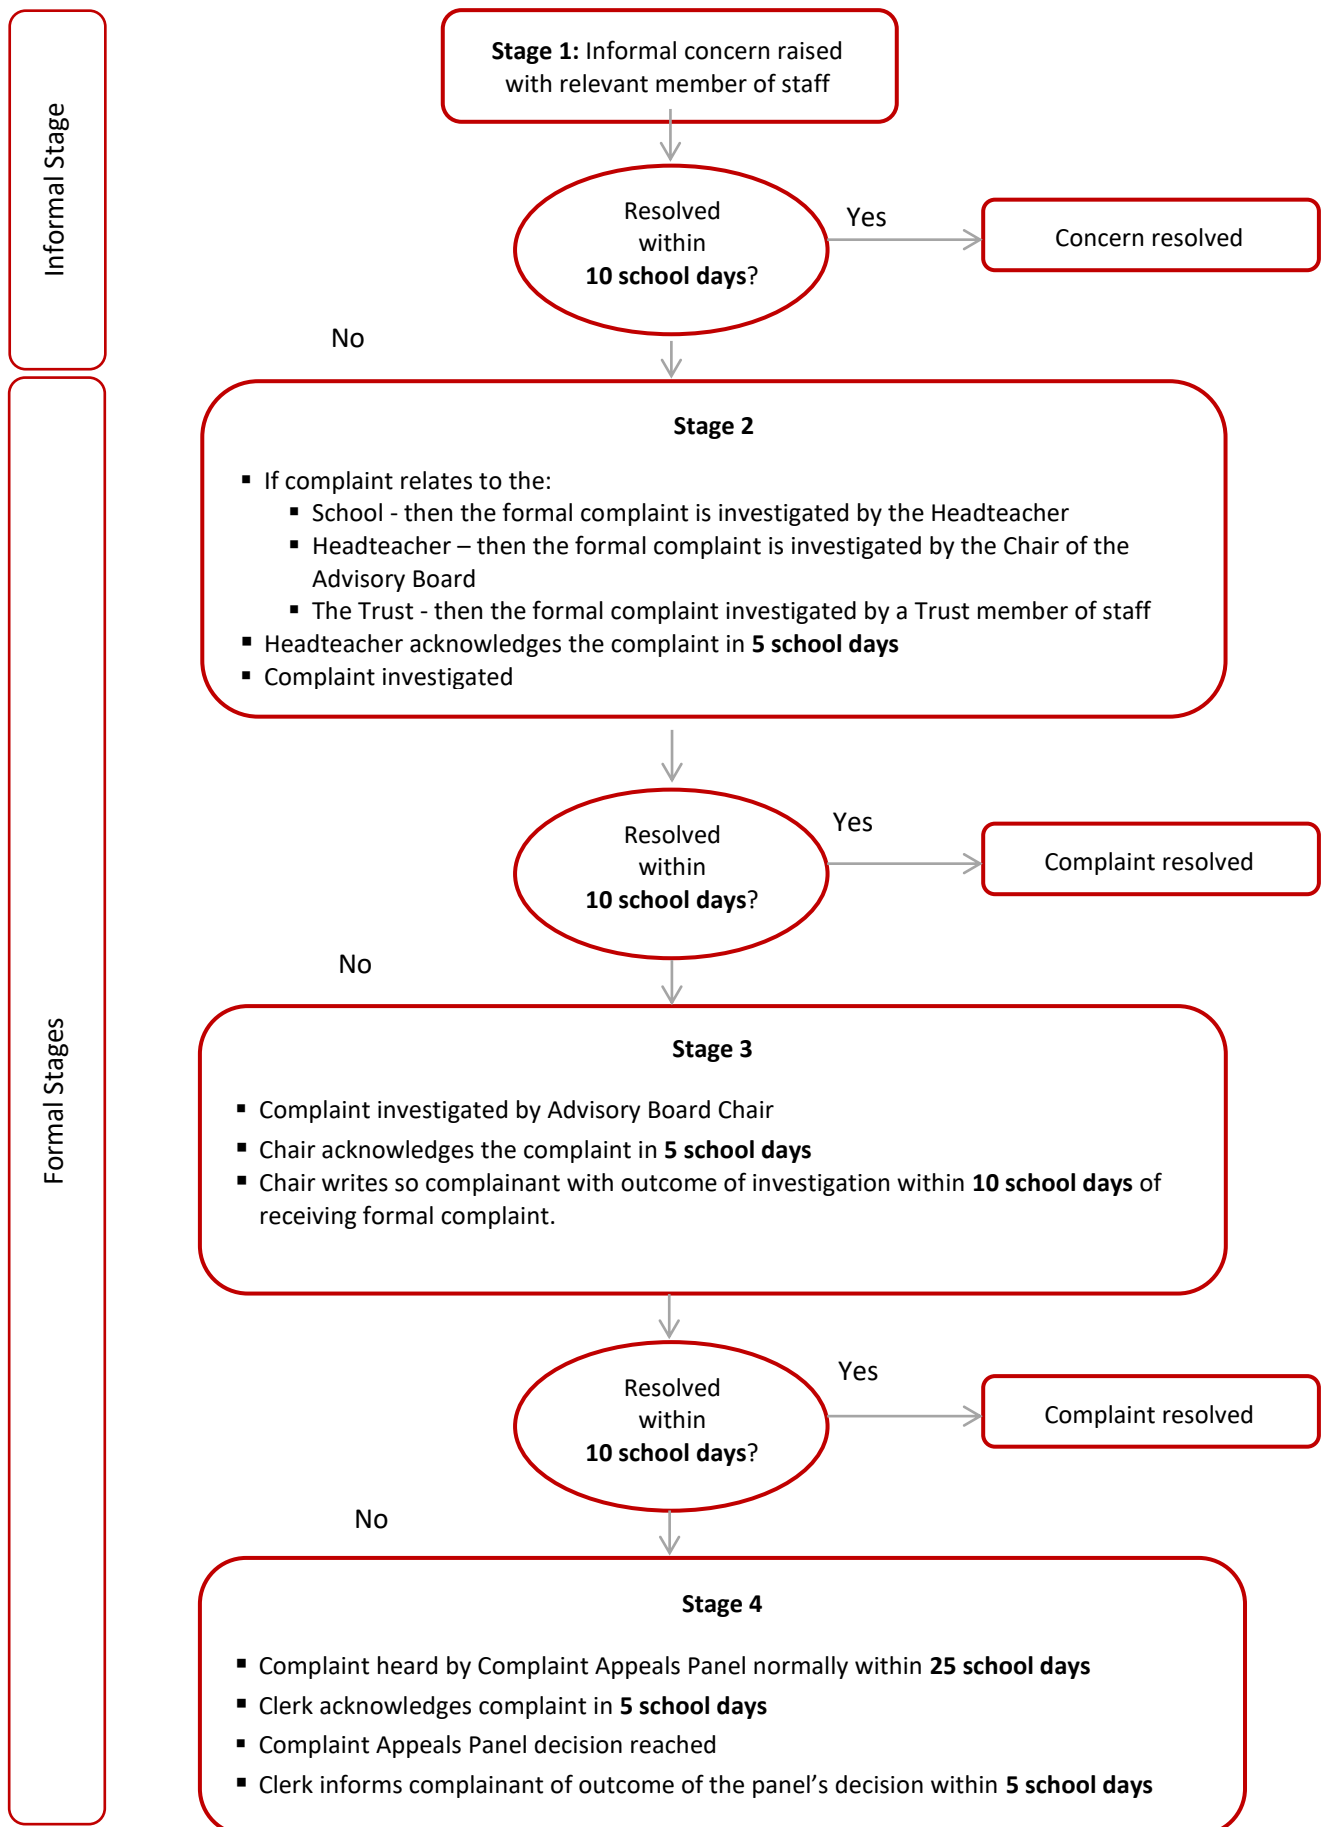 Informal Stage
Stage 1: Informal concern raised
with relevant member of staff
Resolved
within
10 school days?
Yes
Concern resolved
No
Formal Stages
Stage 2
▪ If complaint relates to the:
▪ School - then the formal complaint is investigated by the Headteacher
▪ Headteacher – then the formal complaint is investigated by the Chair of the
Advisory Board
▪ The Trust - then the formal complaint investigated by a Trust member of staff
▪ Headteacher acknowledges the complaint in 5 school days
▪ Complaint investigated
Resolved
within
10 school days?
Yes
Complaint resolved
No
Stage 3
▪ Complaint investigated by Advisory Board Chair
▪ Chair acknowledges the complaint in 5 school days
▪ Chair writes so complainant with outcome of investigation within 10 school days of
receiving formal complaint.
Resolved
within
10 school days?
Yes
Complaint resolved
No
Stage 4
▪ Complaint heard by Complaint Appeals Panel normally within 25 school days
▪ Clerk acknowledges complaint in 5 school days
▪ Complaint Appeals Panel decision reached
▪ Clerk informs complainant of outcome of the panel’s decision within 5 school days